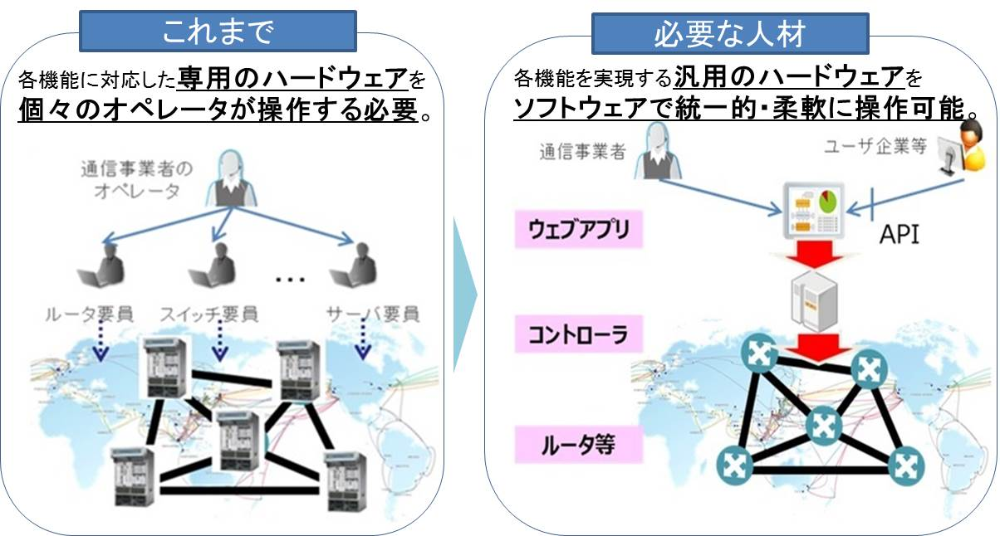 これまで
各機能に対応した専用のハードウェアを
個々のオペレータが操作する必要。
通信事業者の
オペレータ
...
ルータ要員
スイッチ要員
サーバ要員
必要な人材
各機能を実現する汎用のハードウェアを
ソフトウェアで統一的・柔軟に操作可能。
通信事業者
ユーザ企業等
ウェブアプリ
API
コントローラ
ルータ等